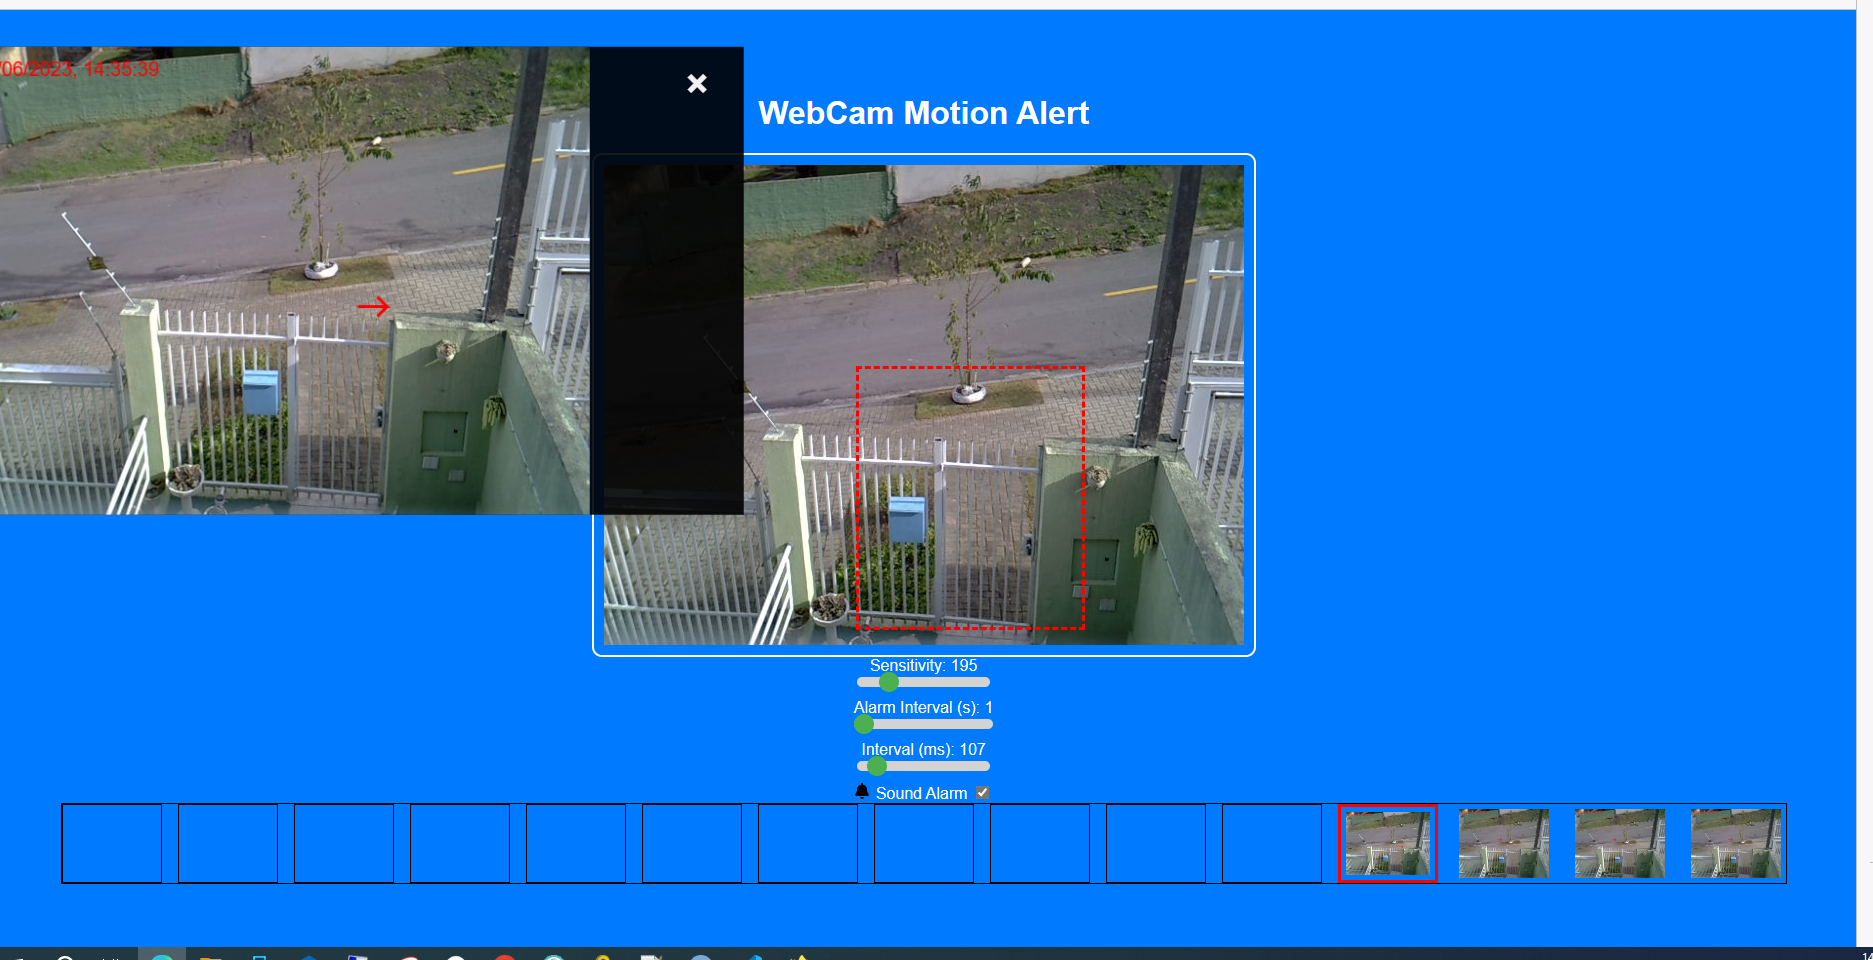 /06/2023, 14:35:39
WebCam Motion Alert
Sensitivity: 195
Alarm Interval (s): 1
Interval (ms): 107
Sound Alarm